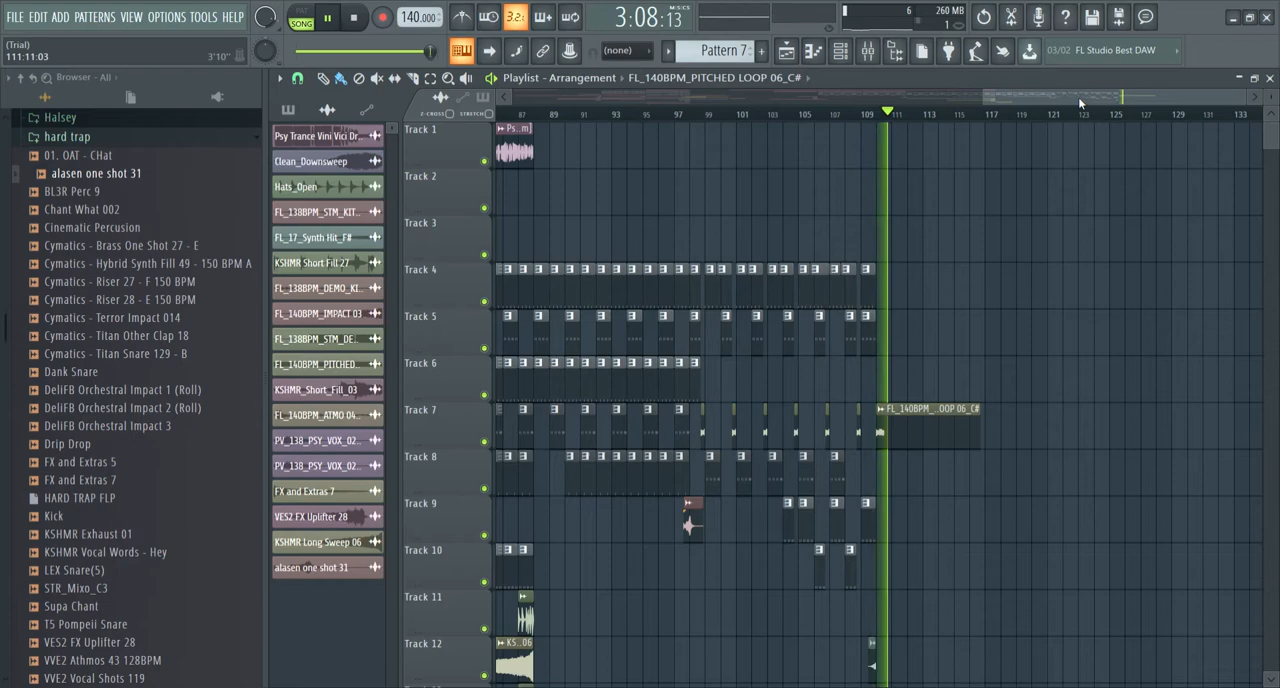 FILE EDIT ADD PATTERNS VIEW OPTIONS TOOLS HELP
PAT
SONG
140.000
3:08:13
M:S:CS
6
260 MB
1
(Trial)
111:11:03
3'10"
(none)
Pattern 7
03/02 FL Studio Best DAW
Browser - All
Playlist - Arrangement
FL_140BPM_PITCHED LOOP 06_C#
Z-CROSS
STRETCH
87
89
91
93
95
97
99
101
103
105
107
109
111
113
115
117
119
121
123
125
127
129
131
133
Halsey
hard trap
01. OAT - CHat
alasen one shot 31
BL3R Perc 9
Chant What 002
Cinematic Percusion
Cymatics - Brass One Shot 27 - E
Cymatics - Hybrid Synth Fill 49 - 150 BPM A
Cymatics - Riser 27 - F 150 BPM
Cymatics - Riser 28 - E 150 BPM
Cymatics - Terror Impact 014
Cymatics - Titan Other Clap 18
Cymatics - Titan Snare 129 - B
Dank Snare
DeliFB Orchestral Impact 1 (Roll)
DeliFB Orchestral Impact 2 (Roll)
DeliFB Orchestral Impact 3
Drip Drop
FX and Extras 5
FX and Extras 7
HARD TRAP FLP
Kick
KSHMR Exhaust 01
KSHMR Vocal Words - Hey
LEX Snare(5)
STR_Mixo_C3
Supa Chant
T5 Pompeii Snare
VES2 FX Uplifter 28
VVE2 Athmos 43 128BPM
VVE2 Vocal Shots 119
Psy Trance Vini Vici Dr..
Clean_Downsweep
Hats_Open
FL_138BPM_STM_KIT..
FL_17_Synth Hit_F#
KSHMR Short Fill 27
FL_138BPM_DEMO_KI..
FL_140BPM_IMPACT 03
FL_138BPM_STM_DE..
FL_140BPM_PITCHED..
KSHMR_Short_Fill_03
FL_140BPM_ATMO 04..
PV_138_PSY_VOX_02..
PV_138_PSY_VOX_02..
FX and Extras 7
VES2 FX Uplifter 28
KSHMR Long Sweep 06
alasen one shot 31
Track 1
Ps..m]
Track 2
Track 3
Track 4
Track 5
Track 6
Track 7
FL_140BPM_..OOP 06_C#
Track 8
Track 9
Track 10
Track 11
Track 12
KS..06